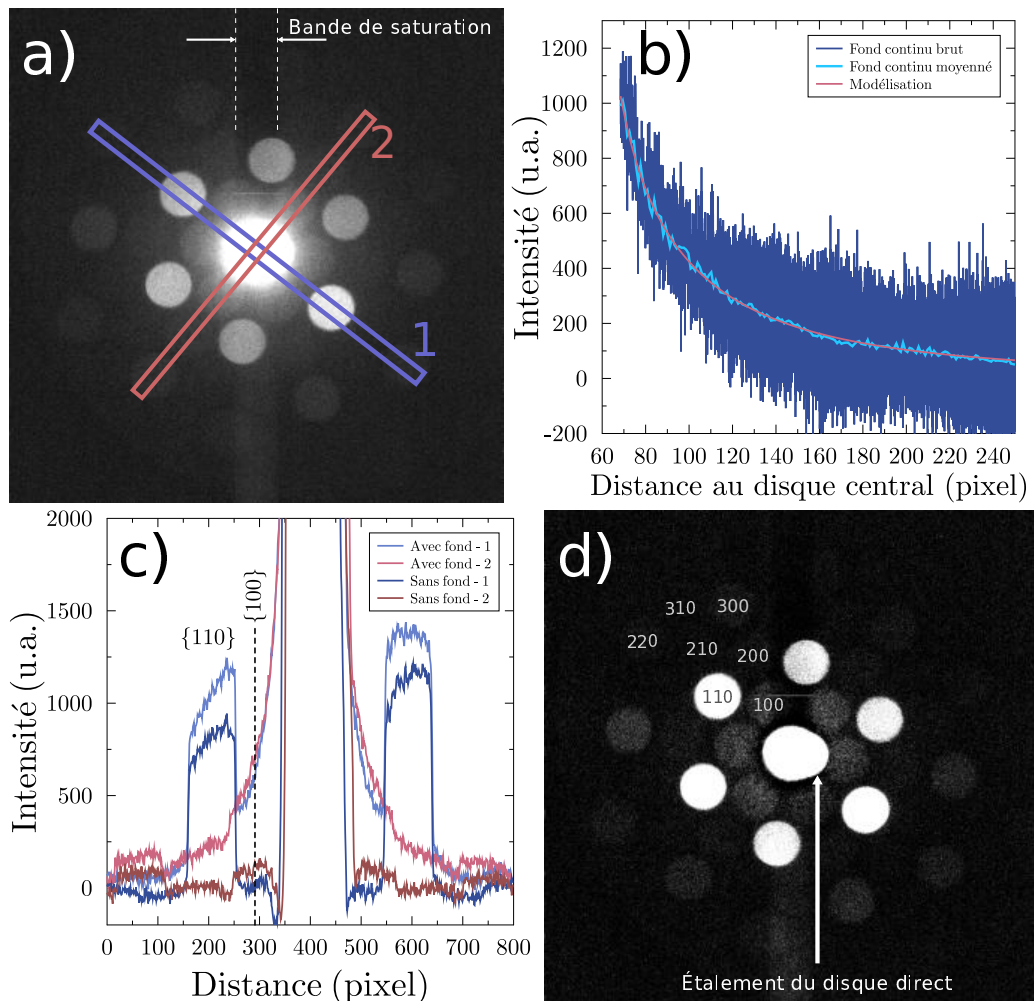 a)
Bande de saturation
2
1
b)
Fond continu brut
Fond continu moyenné
Modélisation
Intensité (u.a.)
1200
1000
800
600
400
200
0
-200
60 80 100 120 140 160 180 200 220 240
Distance au disque central (pixel)
c)
Avec fond - 1
Avec fond - 2
Sans fond - 1
Sans fond - 2
{110}
{100}
Intensité (u.a.)
2000
1500
1000
500
0
0 100 200 300 400 500 600 700 800
Distance (pixel)
d)
310 300
220 210 200
110 100
Étalement du disque direct